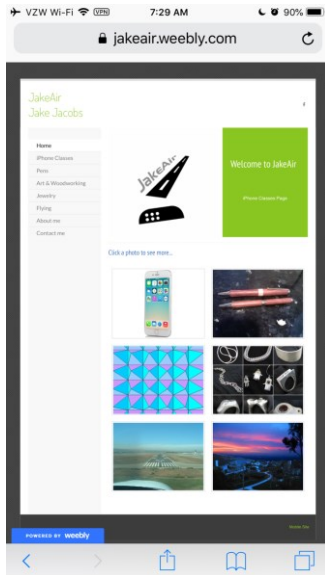 VZW Wi-Fi VPN 7:29 AM 90%
jakeair.weebly.com
JakeAir
Jake Jacobs
Home
iPhone Classes
Pens
Art & Woodworking
Jewelry
Flying
About me
Contact me
JakeAir
Welcome to JakeAir
iPhone Classes Page
Click a photo to see more...
POWERED BY weebly
Mobile Site